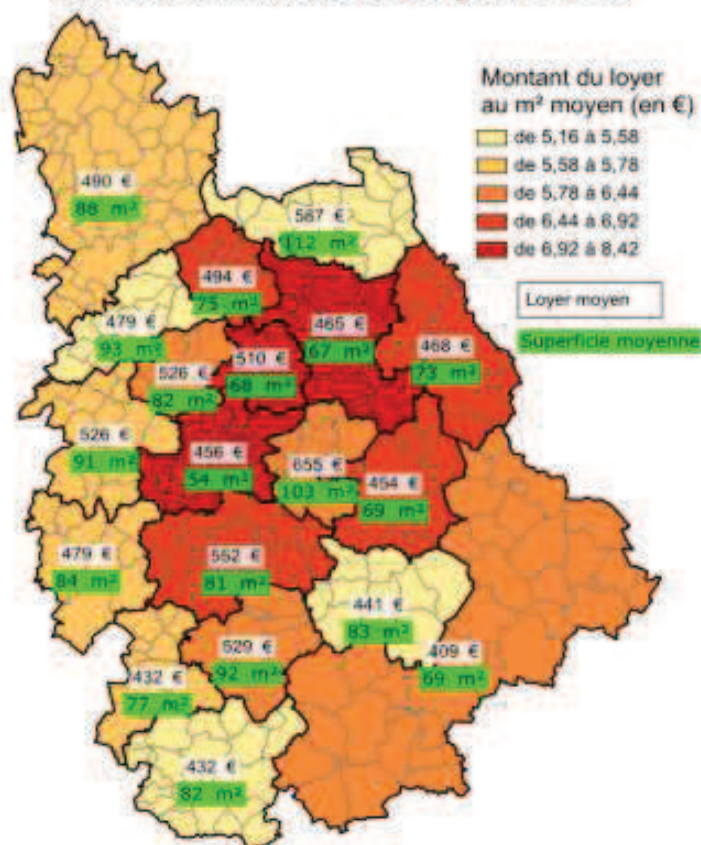 Montant du loyer
au m² moyen (en €)
de 5,16 à 5,58
de 5,58 à 5,78
de 5,78 à 6,44
de 6,44 à 6,92
de 6,92 à 8,42
Loyer moyen
Superficie moyenne
490 €
88 m²
587 €
112 m²
494 €
75 m²
479 €
93 m²
465 €
67 m²
468 €
73 m²
510 €
68 m²
526 €
82 m²
526 €
91 m²
456 €
54 m²
655 €
103 m²
454 €
69 m²
479 €
84 m²
552 €
81 m²
441 €
83 m²
529 €
92 m²
409 €
69 m²
432 €
77 m²
432 €
82 m²